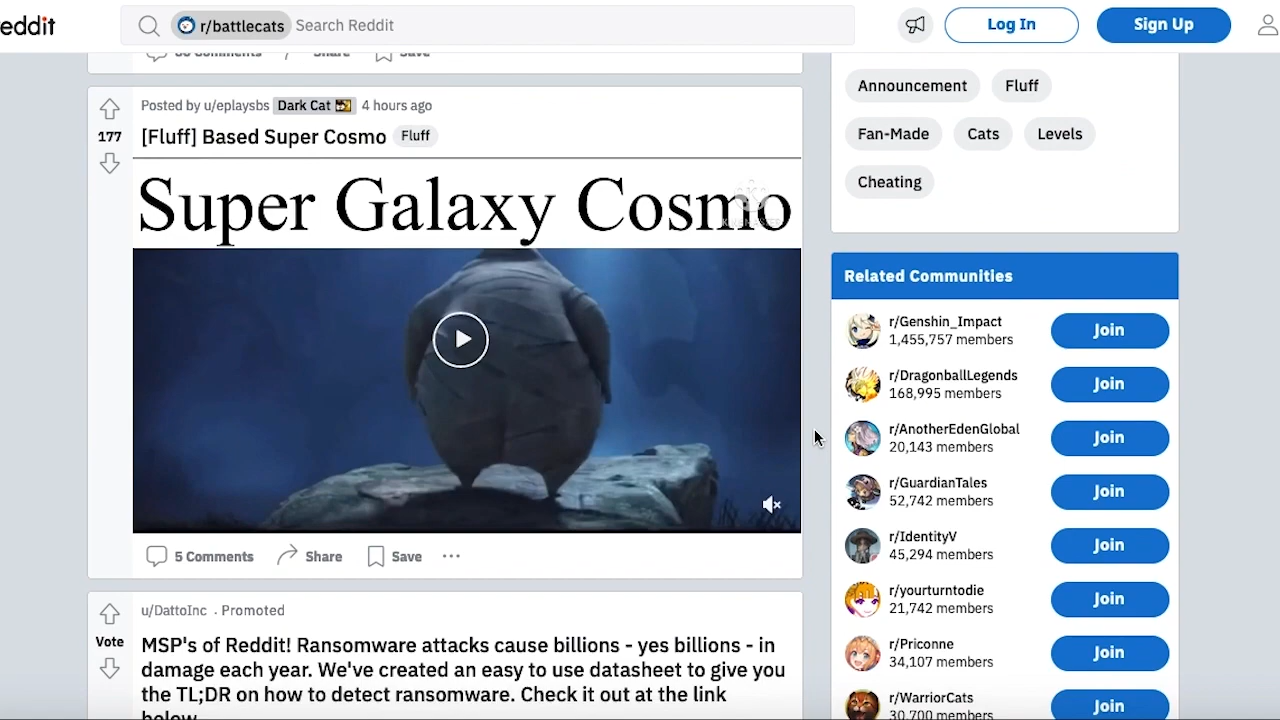 eddit
r/battlecats Search Reddit
Log In
Sign Up
Share
Save
Posted by u/eplaysbs Dark Cat 4 hours ago
177
[Fluff] Based Super Cosmo Fluff
Super Galaxy Cosmo
5 Comments
Share
Save
u/DattoInc . Promoted
Vote
MSP's of Reddit! Ransomware attacks cause billions - yes billions - in
damage each year. We've created an easy to use datasheet to give you
the TL;DR on how to detect ransomware. Check it out at the link
below
Announcement
Fluff
Fan-Made
Cats
Levels
Cheating
Related Communities
r/Genshin_Impact
1,455,757 members
Join
r/DragonballLegends
168,995 members
Join
r/AnotherEdenGlobal
20,143 members
Join
r/GuardianTales
52,742 members
Join
r/IdentityV
45,294 members
Join
r/yourturntodie
21,742 members
Join
r/Priconne
34,107 members
Join
r/WarriorCats
30,700 members
Join